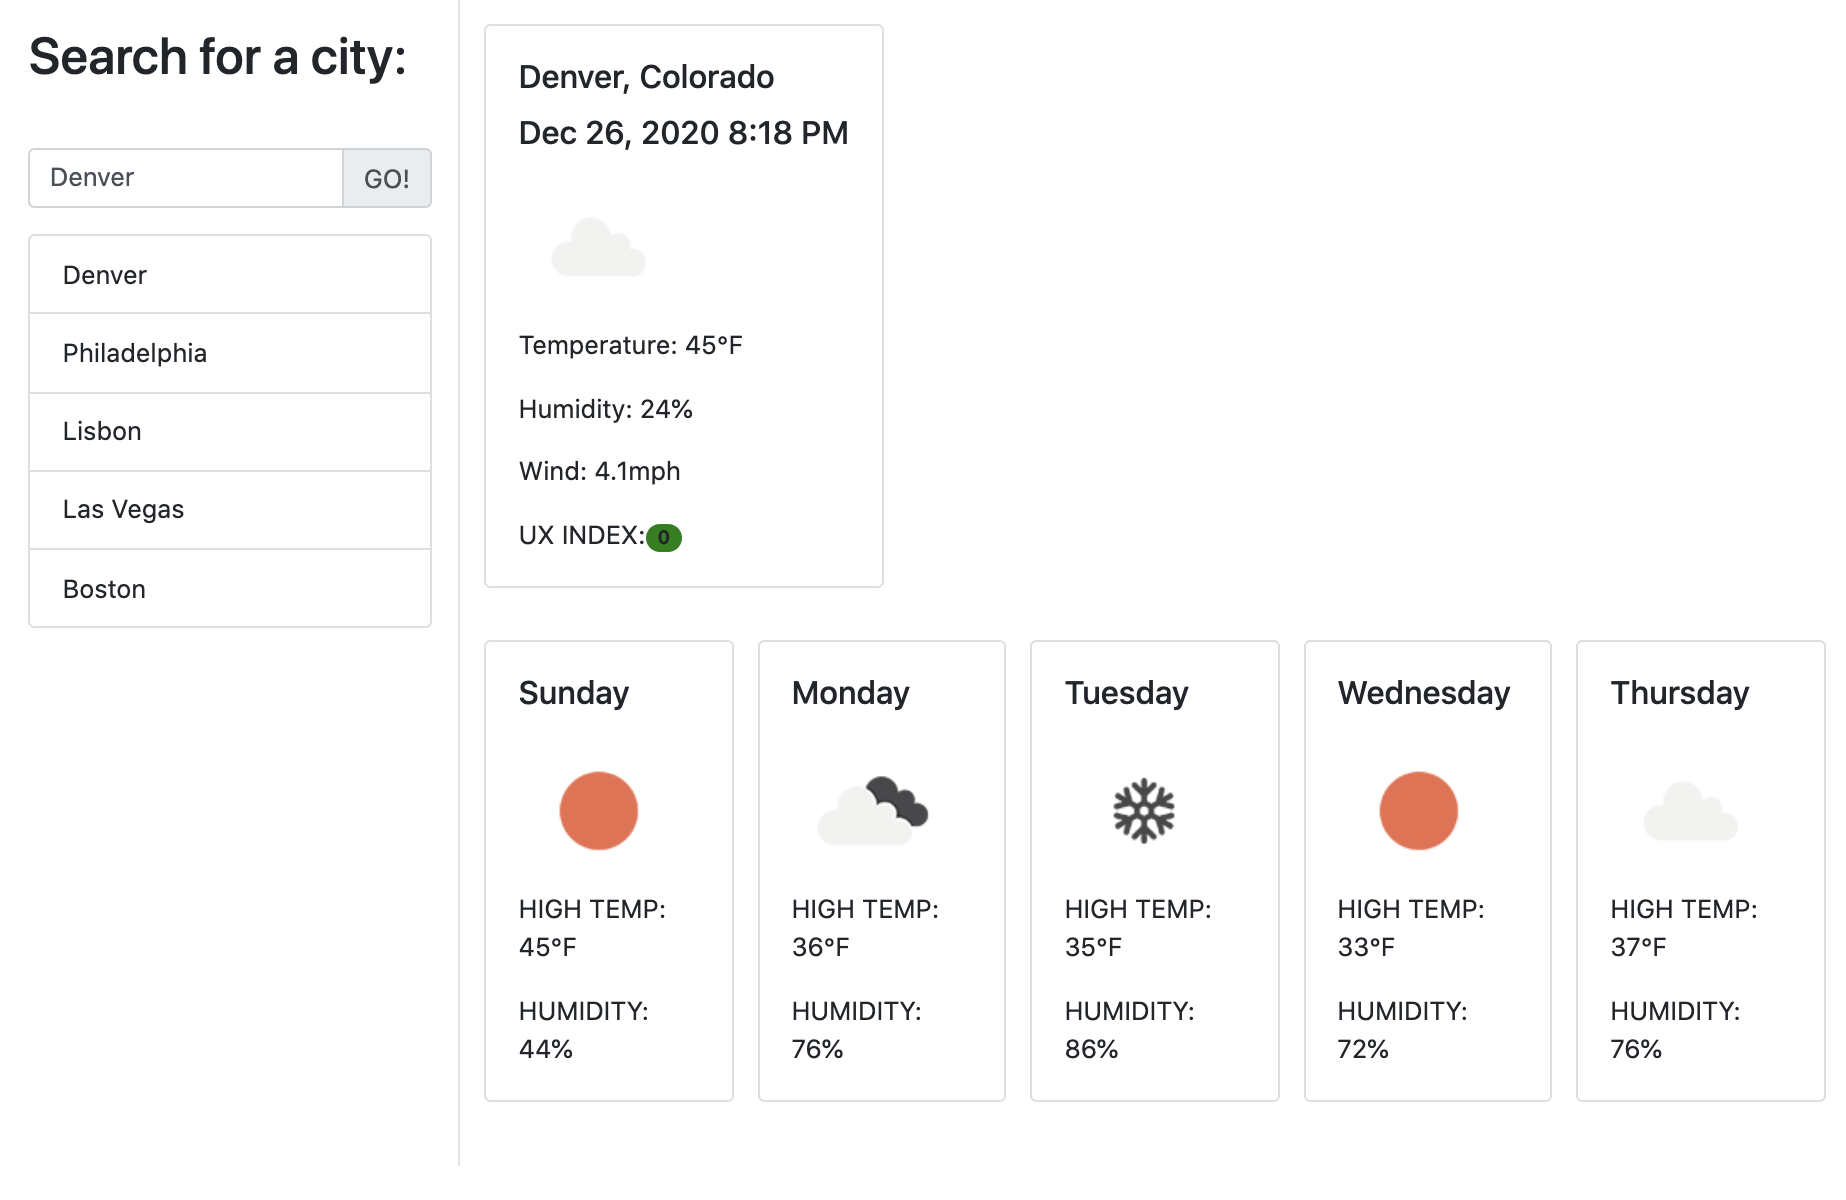 Search for a city:
Denver
GO!
Denver
Philadelphia
Lisbon
Las Vegas
Boston
Denver, Colorado
Dec 26, 2020 8:18 PM
Temperature: 45°F
Humidity: 24%
Wind: 4.1mph
UX INDEX: 0
Sunday
HIGH TEMP:
45°F
HUMIDITY:
44%
Monday
HIGH TEMP:
36°F
HUMIDITY:
76%
Tuesday
HIGH TEMP:
35°F
HUMIDITY:
86%
Wednesday
HIGH TEMP:
33°F
HUMIDITY:
72%
Thursday
HIGH TEMP:
37°F
HUMIDITY:
76%